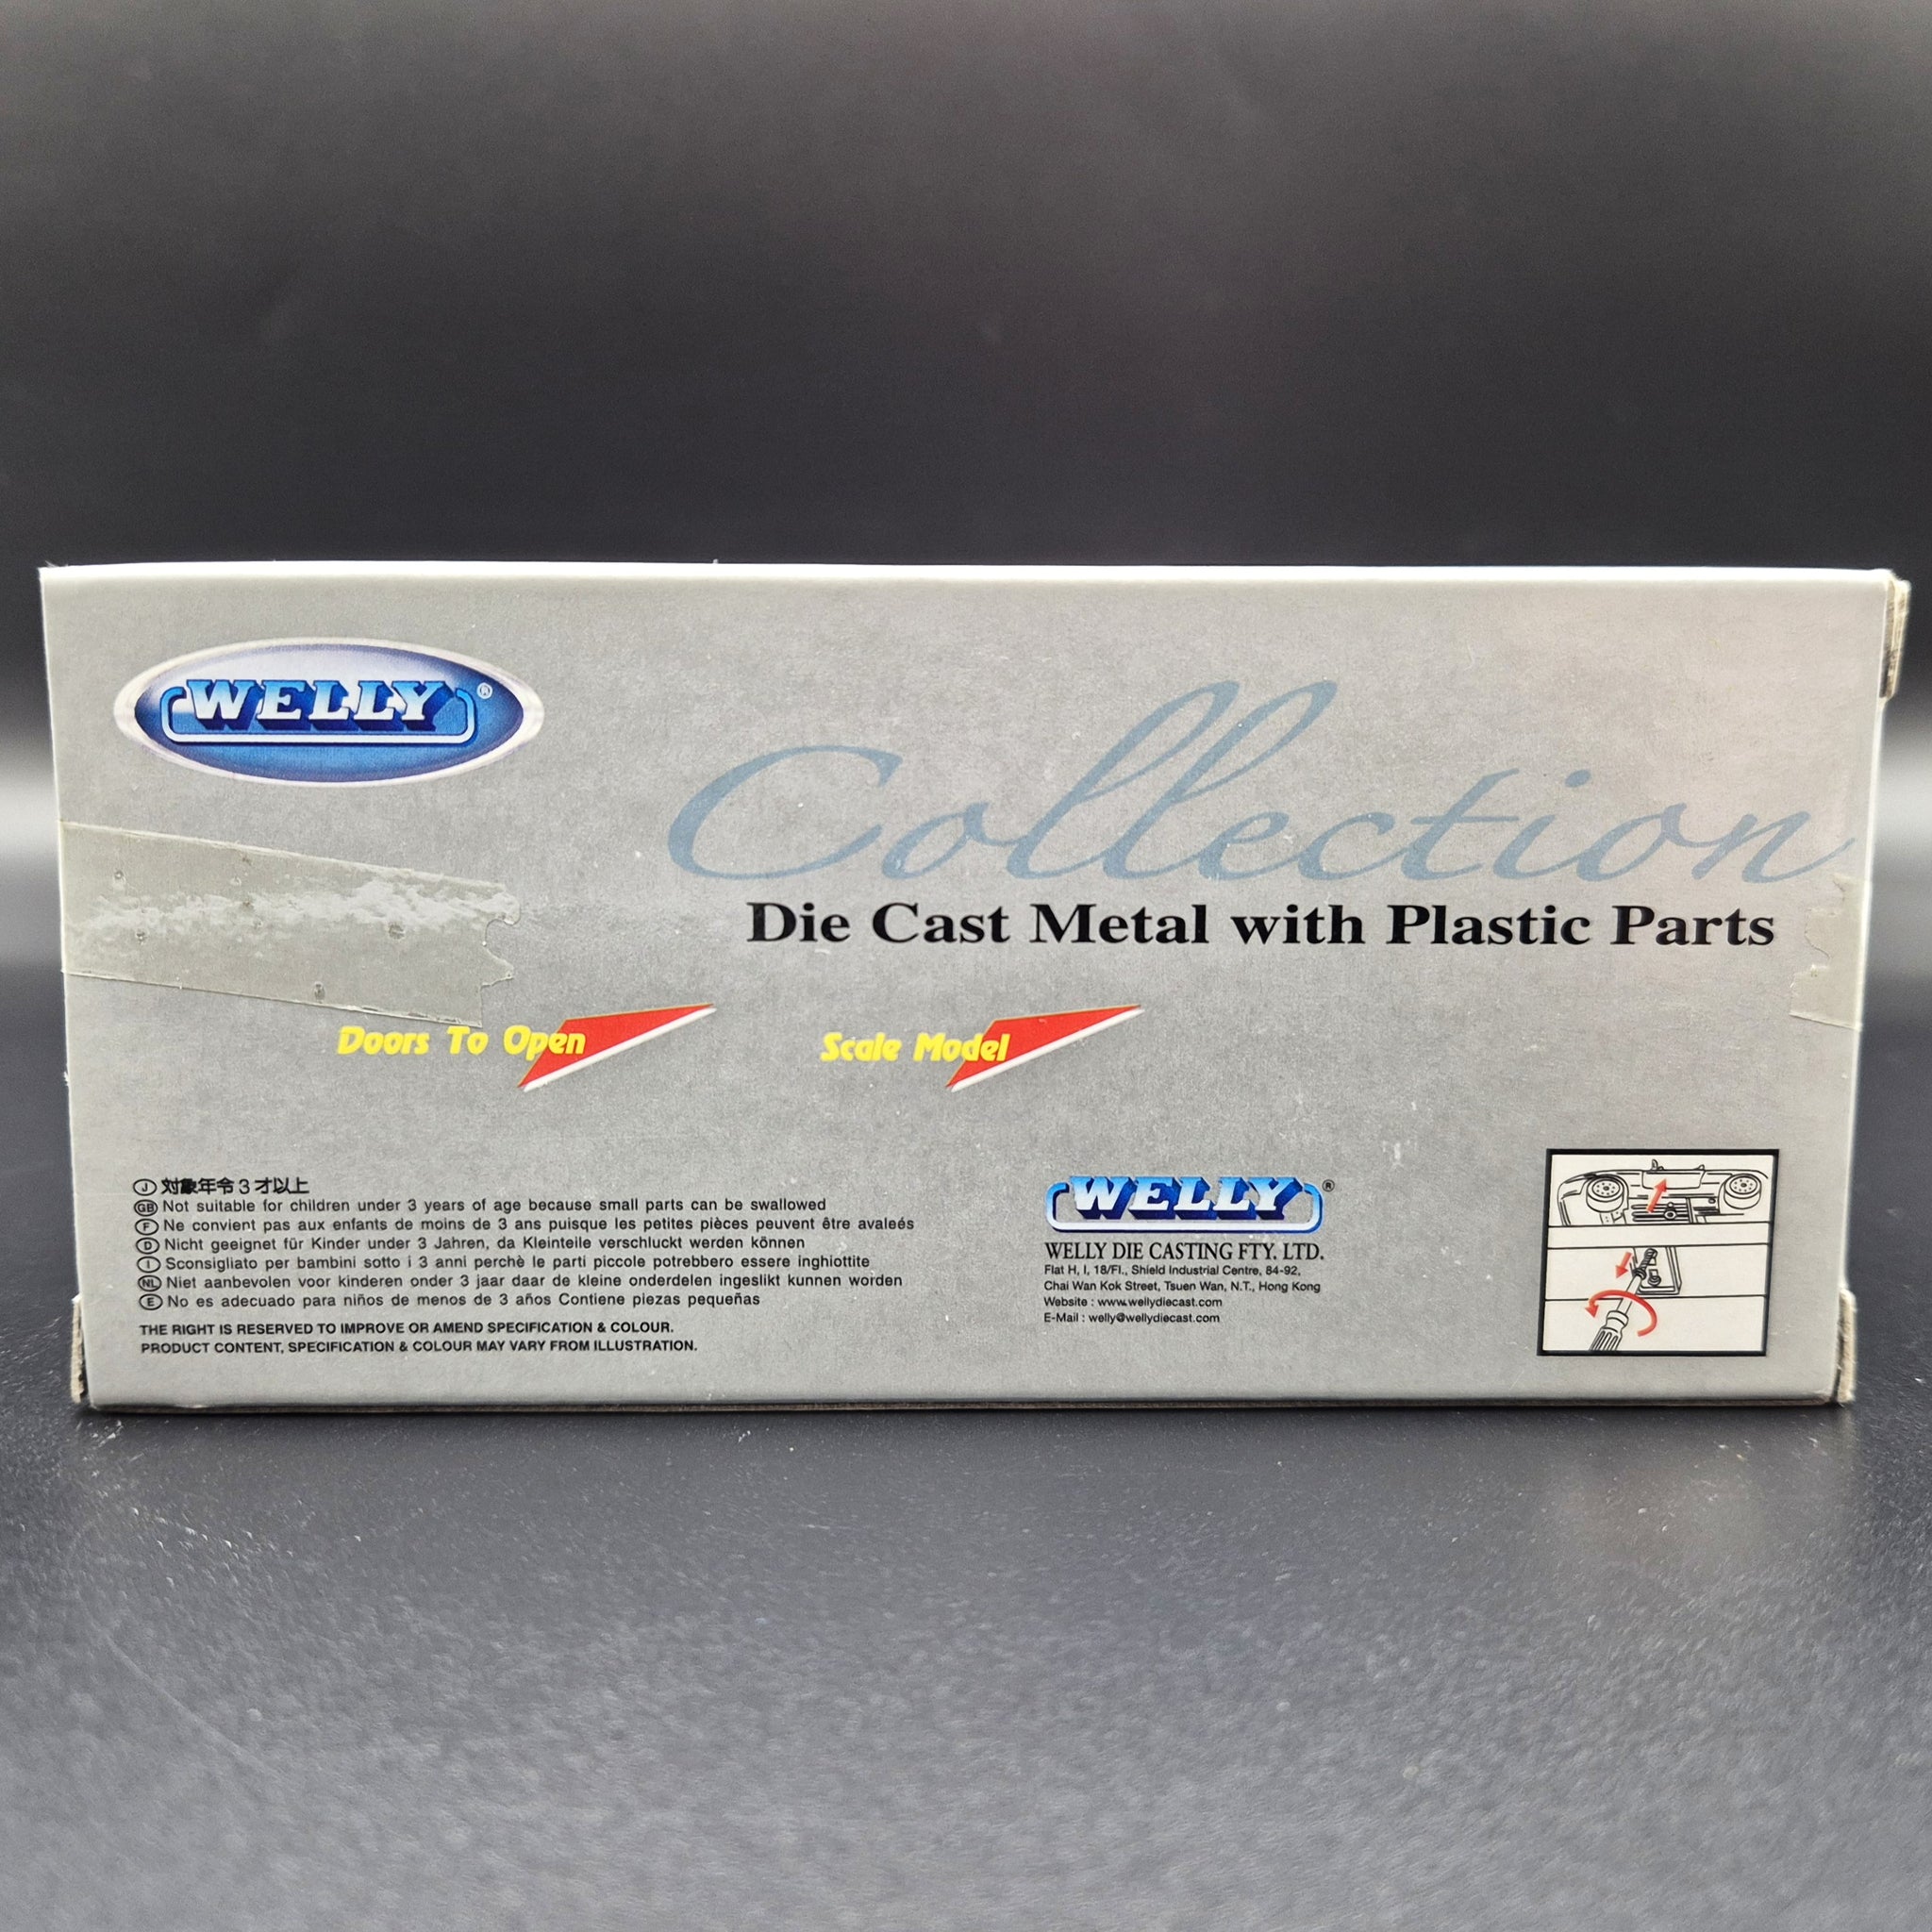 WELLY®
Collection
Die Cast Metal with Plastic Parts
Doors To Open
Scale Model
J 対象年令3才以上
GB Not suitable for children under 3 years of age because small parts can be swallowed
F Ne convient pas aux enfants de moins de 3 ans puisque les petites pièces peuvent être avaleés
D Nicht geeignet für Kinder under 3 Jahren, da Kleinteile verschluckt werden können
I Sconsigliato per bambini sotto i 3 anni perchè le parti piccole potrebbero essere inghiottite
NL Niet aanbevolen voor kinderen onder 3 jaar daar de kleine onderdelen ingeslikt kunnen worden
E No es adecuado para niños de menos de 3 años Contiene piezas pequeñas
THE RIGHT IS RESERVED TO IMPROVE OR AMEND SPECIFICATION & COLOUR.
PRODUCT CONTENT, SPECIFICATION & COLOUR MAY VARY FROM ILLUSTRATION.
WELLY®
WELLY DIE CASTING FTY. LTD.
Flat H, I, 18/Fl., Shield Industrial Centre, 84-92,
Chai Wan Kok Street, Tsuen Wan, N.T., Hong Kong
Website : www.wellydiecast.com
E-Mail : welly@wellydiecast.com